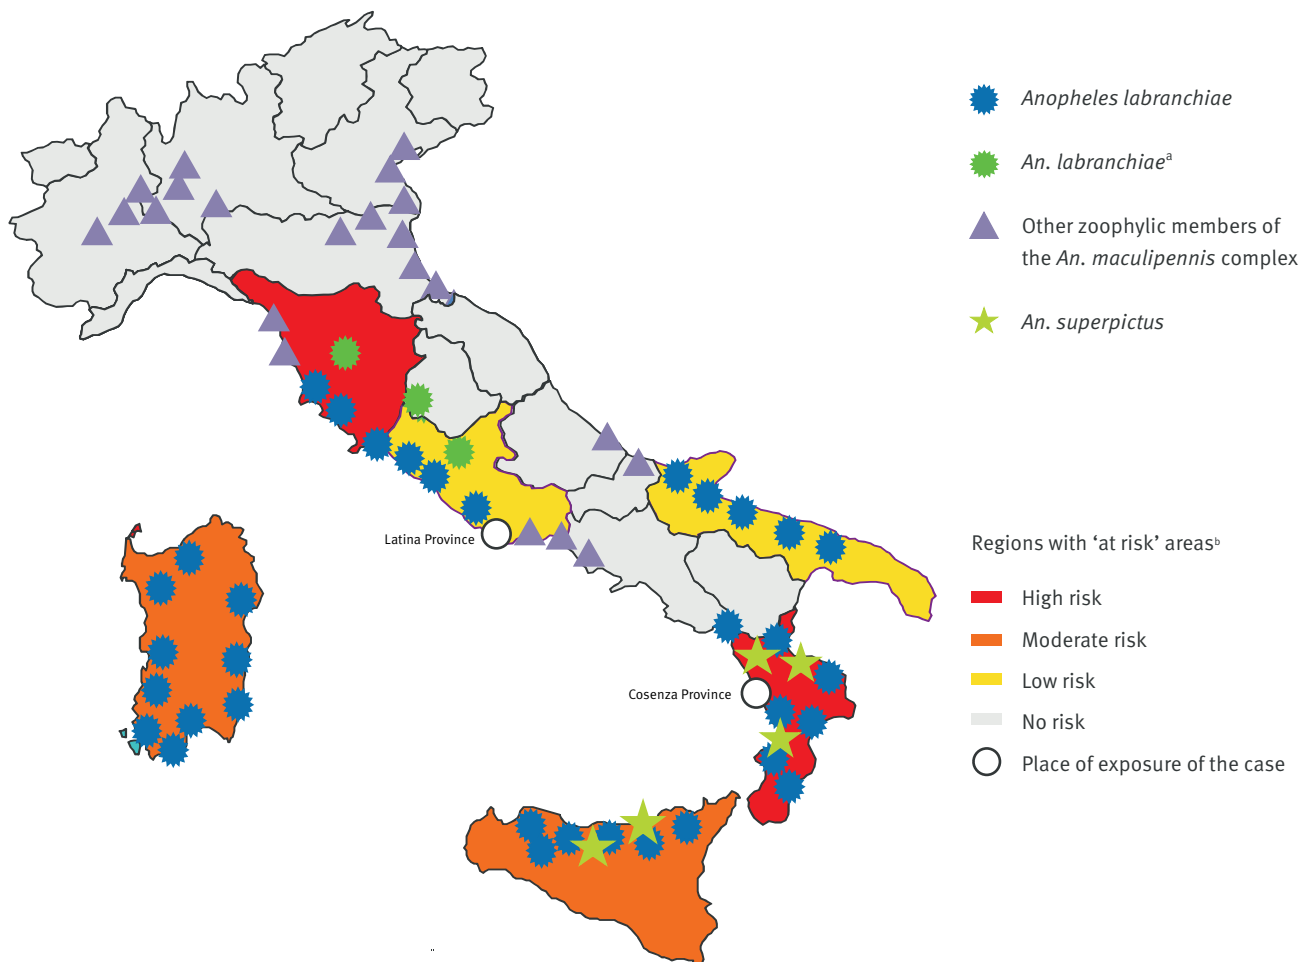 Anopheles labranchiae
An. labranchiaeᵃ
Other zoophylic members of
the An. maculipennis complex
An. superpictus
Latina Province
Cosenza Province
Regions with ‘at risk’ areasᵇ
High risk
Moderate risk
Low risk
No risk
Place of exposure of the case